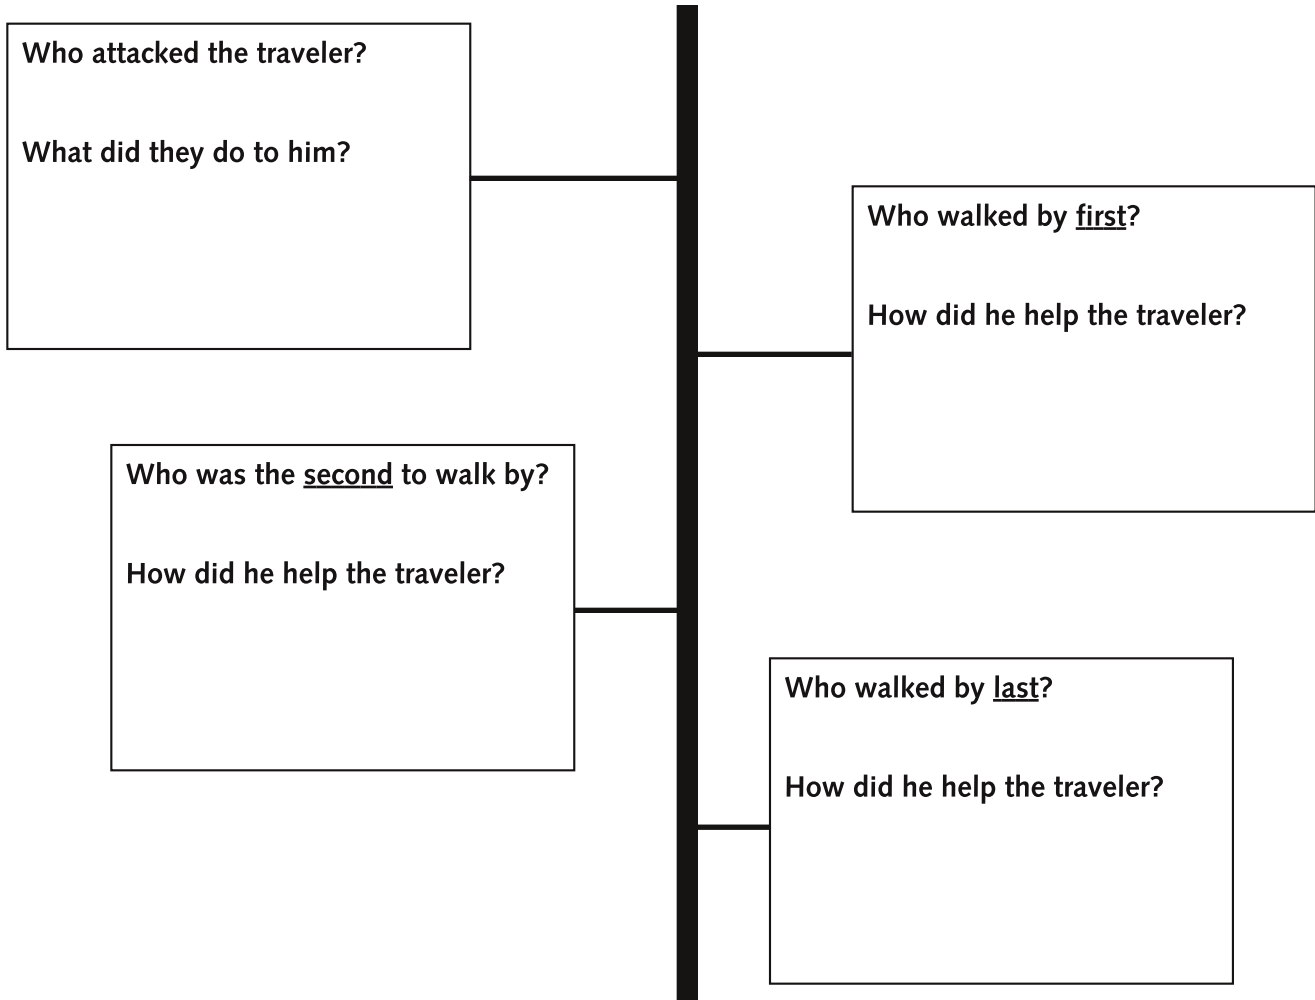 Who attacked the traveler?
What did they do to him?
Who walked by first?
How did he help the traveler?
Who was the second to walk by?
How did he help the traveler?
Who walked by last?
How did he help the traveler?